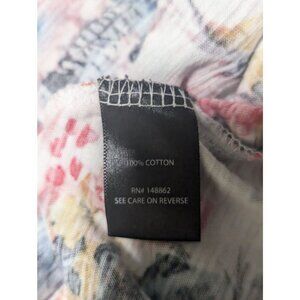 100% COTTON
RN# 148862
SEE CARE ON REVERSE